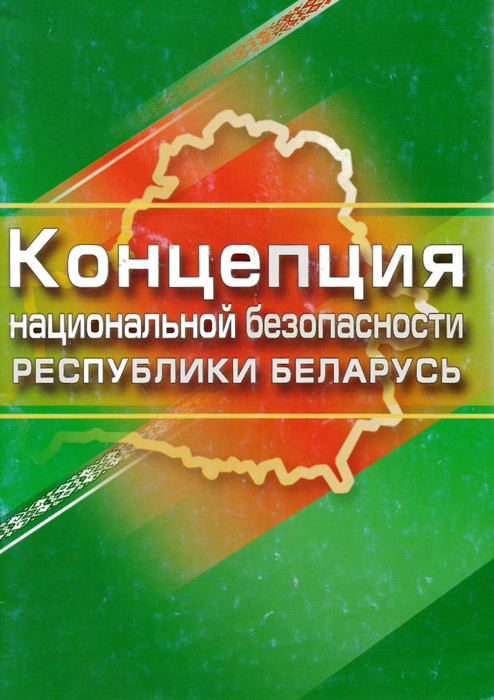 Концепция
национальной безопасности
РЕСПУБЛИКИ БЕЛАРУСЬ